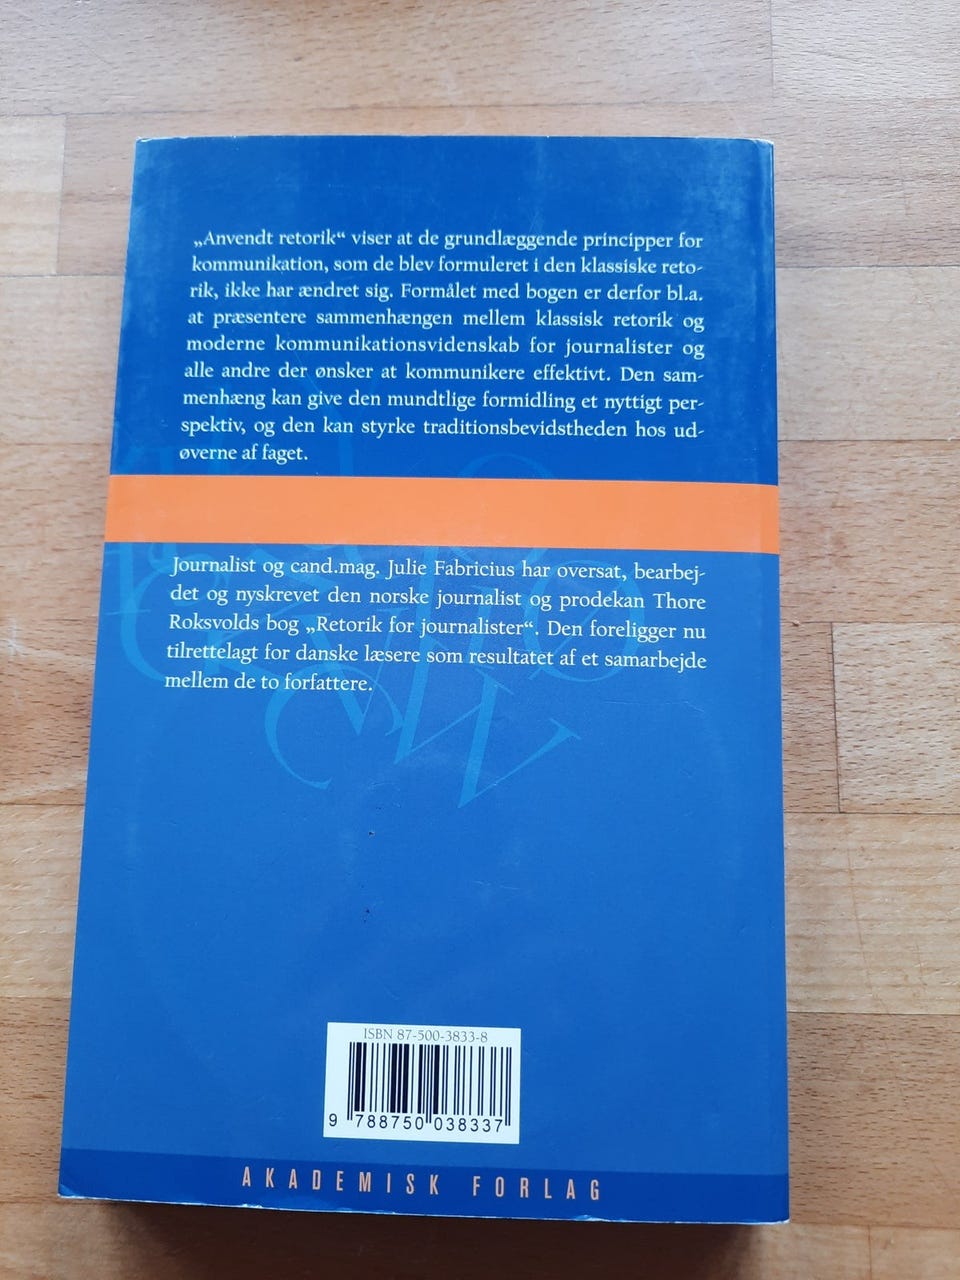 „Anvendt retorik“ viser at de grundlæggende principper for
kommunikation, som de blev formuleret i den klassiske reto-
rik, ikke har ændret sig. Formålet med bogen er derfor bl.a.
at præsentere sammenhængen mellem klassisk retorik og
moderne kommunikationsvidenskab for journalister og
alle andre der ønsker at kommunikere effektivt. Den sam-
menhæng kan give den mundtlige formidling et nyttigt per-
spektiv, og den kan styrke traditionsbevidstheden hos ud-
øverne af faget.
Journalist og cand.mag. Julie Fabricius har oversat, bearbej-
det og nyskrevet den norske journalist og prodekan Thore
Roksvolds bog „Retorik for journalister“. Den foreligger nu
tilrettelagt for danske læsere som resultatet af et samarbejde
mellem de to forfattere.
ISBN 87-500-3833-8
9 788750 038337
AKADEMISK FORLAG